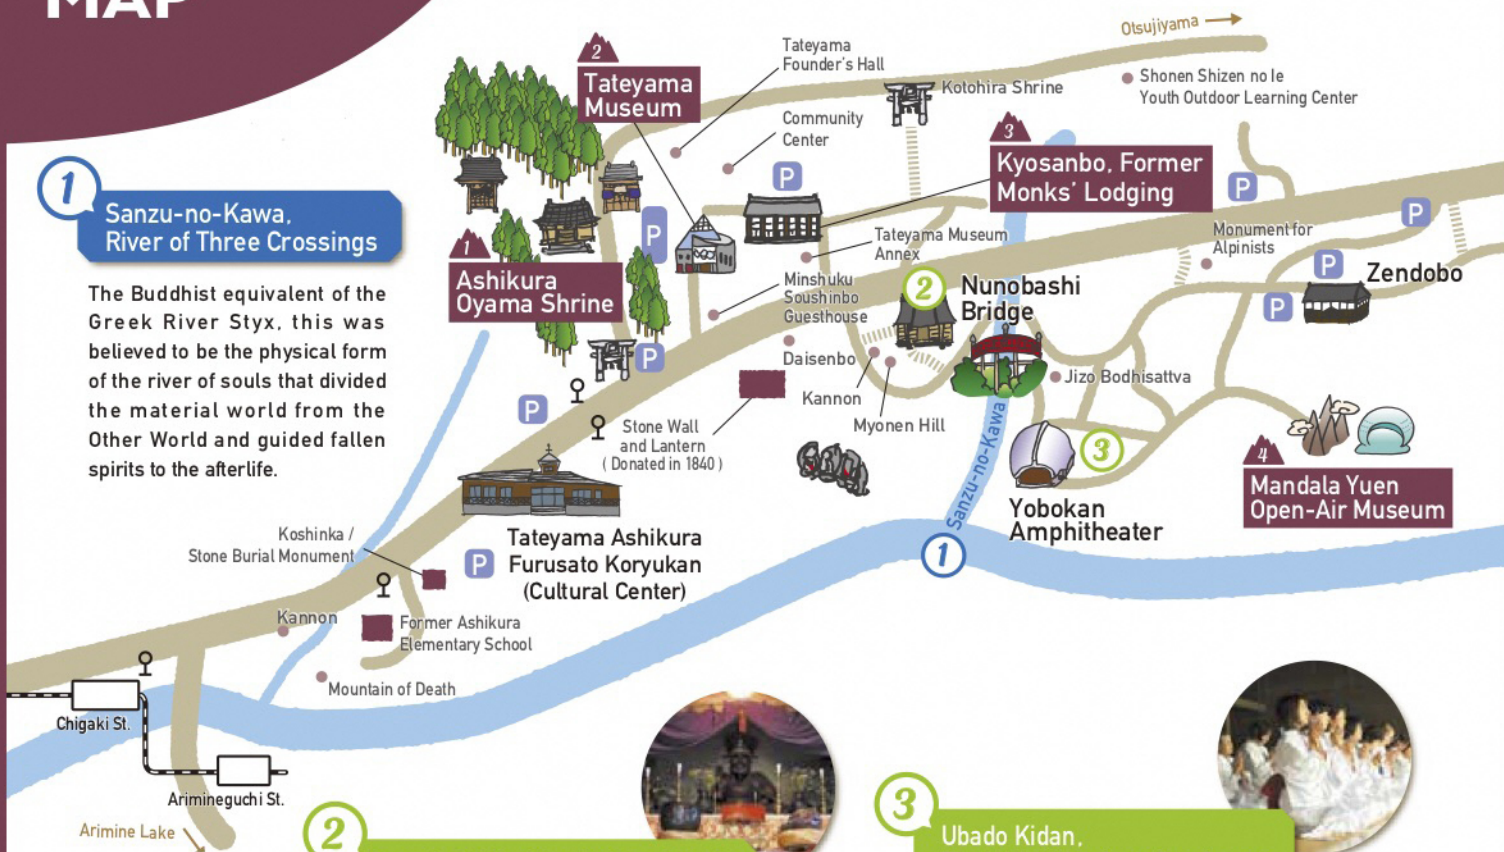 MAP
1
Sanzu-no-Kawa,
River of Three Crossings
The Buddhist equivalent of the
Greek River Styx, this was
believed to be the physical form
of the river of souls that divided
the material world from the
Other World and guided fallen
spirits to the afterlife.
2
Tateyama
Museum
Tateyama
Founder's Hall
Community
Center
Otsujiyama
Kotohira Shrine
Shonen Shizen no Ie
Youth Outdoor Learning Center
3
Kyosanbo, Former
Monks' Lodging
P
P
P
P
Monument for
Alpinists
P
P
Zendobo
Tateyama Museum
Annex
1
Ashikura
Oyama Shrine
Minshuku
Soushinbo
Guesthouse
2
Nunobashi
Bridge
P
Daisenbo
Kannon
Myonen Hill
Jizo Bodhisattva
P
Stone Wall
and Lantern
(Donated in 1840)
Sanzu-no-Kawa
3
Yobokan
Amphitheater
4
Mandala Yuen
Open-Air Museum
1
Tateyama Ashikura
Furusato Koryukan
(Cultural Center)
P
Koshinka /
Stone Burial Monument
Kannon
Former Ashikura
Elementary School
Mountain of Death
Chigaki St.
Arimineguchi St.
Arimine Lake
2
3
Ubado Kidan,